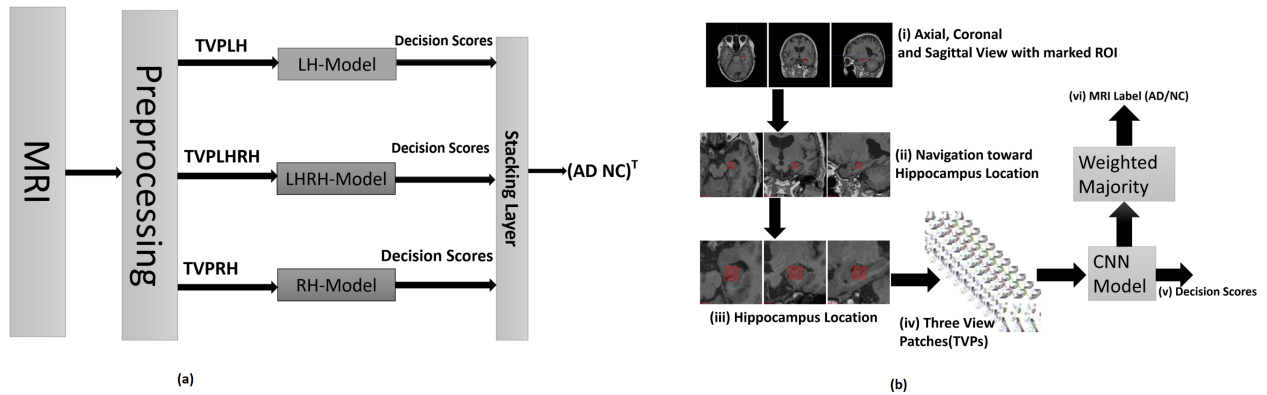 MRI
Preprocessing
TVPLH
LH-Model
Decision Scores
TVPLHRH
LHRH-Model
Decision Scores
TVPRH
RH-Model
Decision Scores
Stacking Layer
(AD NC)T
(a)
(i) Axial, Coronal
and Sagittal View with marked ROI
(ii) Navigation toward
Hippocampus Location
(iii) Hippocampus Location
(iv) Three View
Patches(TVPs)
CNN
Model
(v) Decision Scores
Weighted
Majority
(vi) MRI Label (AD/NC)
(b)